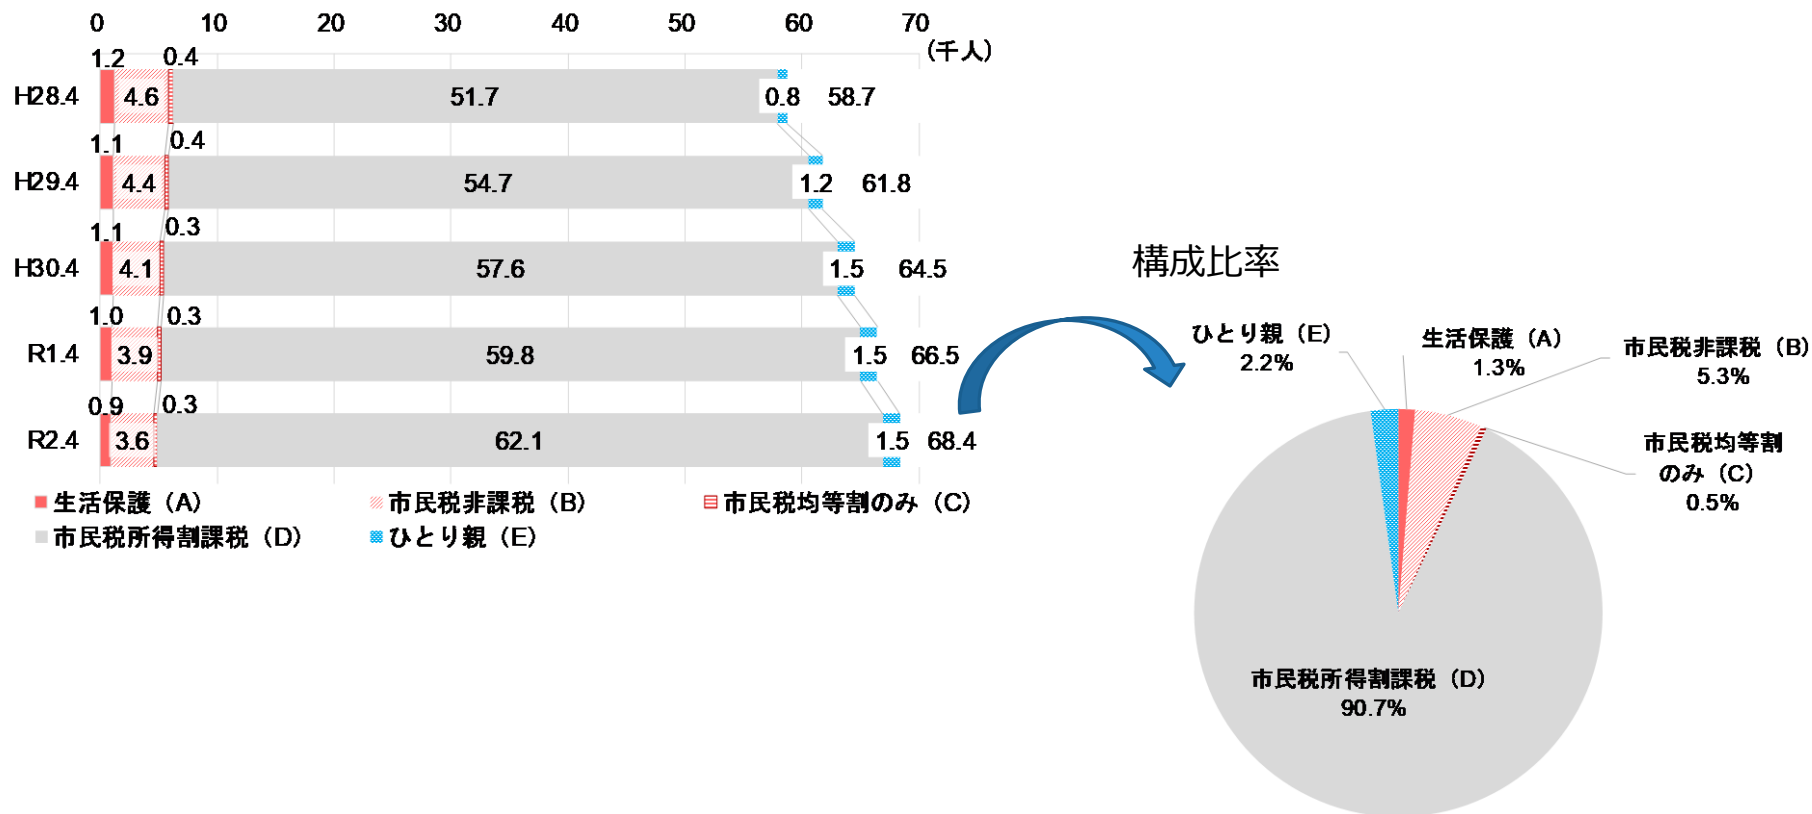 0 10 20 30 40 50 60 70
(千人)
1.2 0.4
H28.4 4.6 51.7 0.8 58.7
1.1 0.4
H29.4 4.4 54.7 1.2 61.8
1.1 0.3
H30.4 4.1 57.6 1.5 64.5
1.0 0.3
R1.4 3.9 59.8 1.5 66.5
0.9 0.3
R2.4 3.6 62.1 1.5 68.4
生活保護（A） 市民税非課税（B） 市民税均等割のみ（C）
市民税所得割課税（D） ひとり親（E）
構成比率
ひとり親（E）
2.2%
生活保護（A）
1.3%
市民税非課税（B）
5.3%
市民税均等割
のみ（C）
0.5%
市民税所得割課税（D）
90.7%